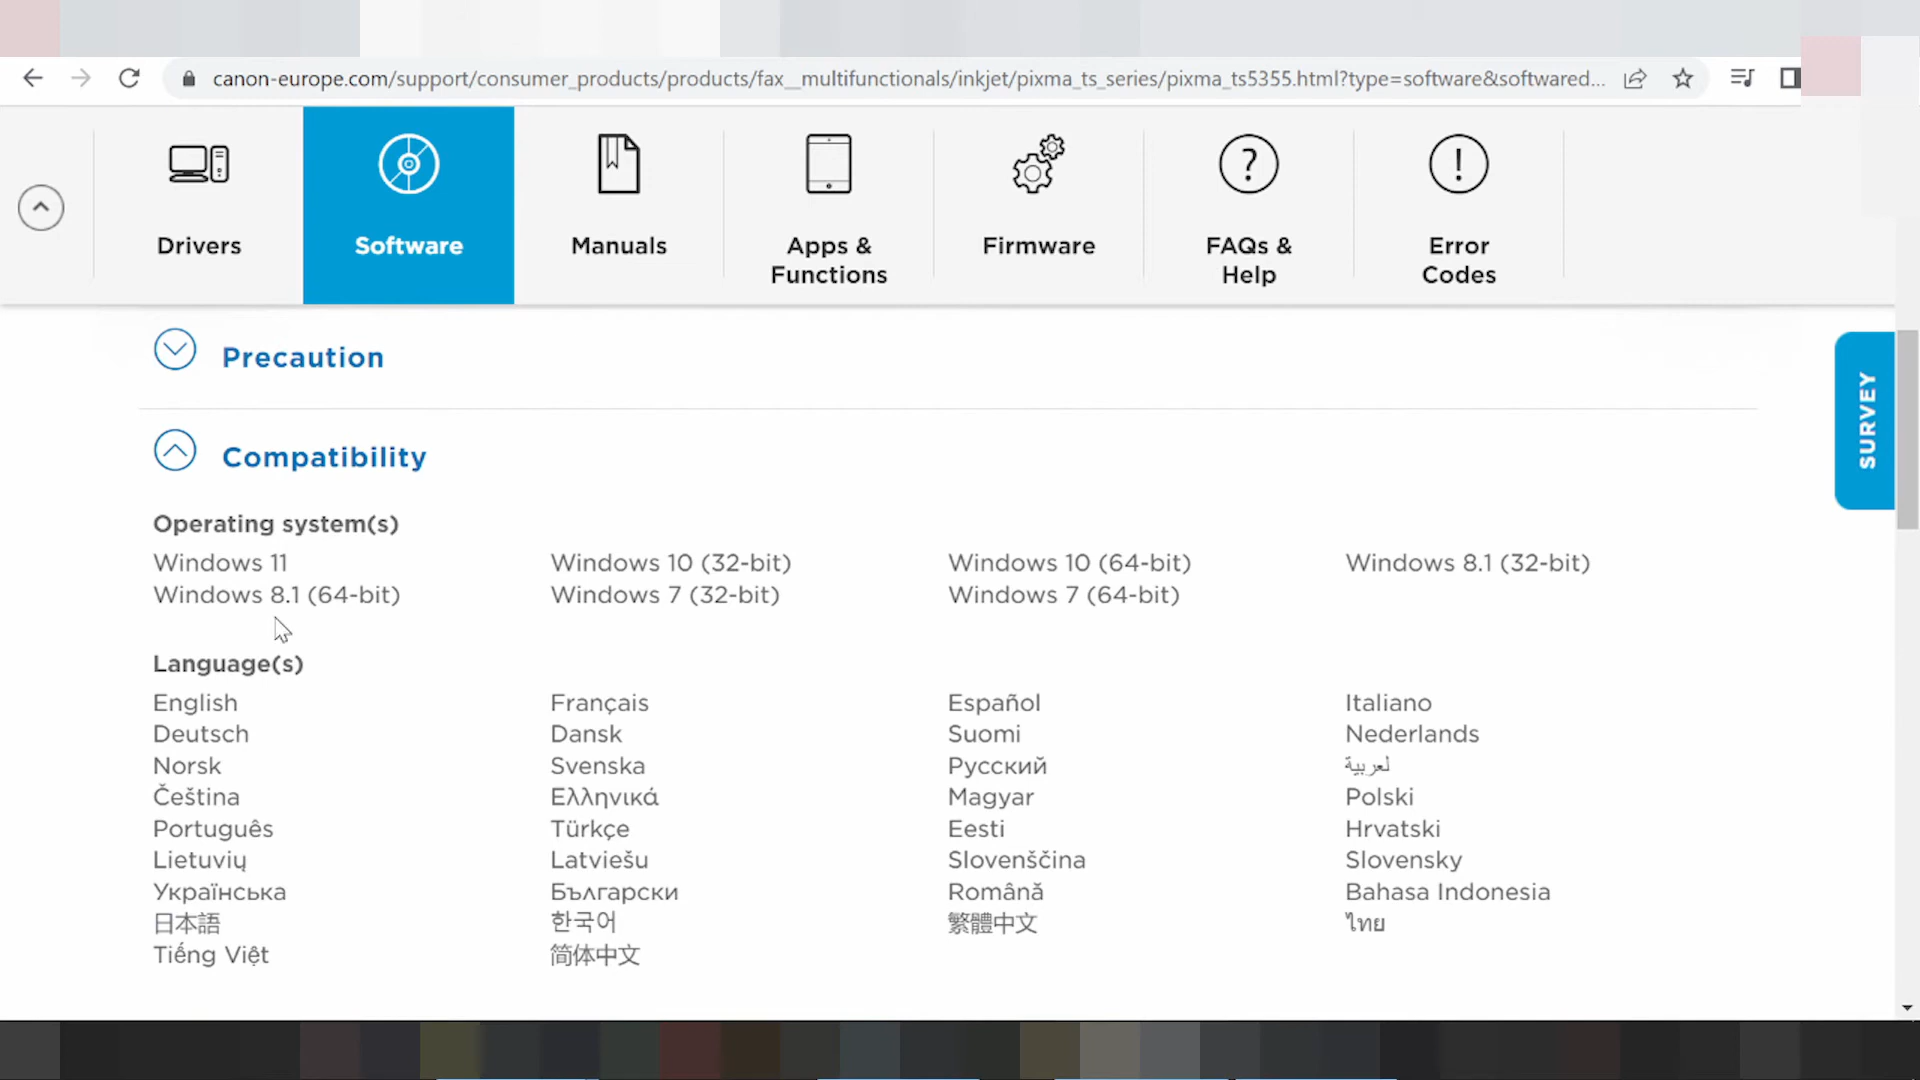 canon-europe.com/support/consumer_products/products/fax__multifunctionals/inkjet/pixma_ts_series/pixma_ts5355.html?type=software&softwared...
Drivers
Software
Manuals
Apps &
Functions
Firmware
FAQs &
Help
Error
Codes
Precaution
SURVEY
Compatibility
Operating system(s)
Windows 11 Windows 10 (32-bit) Windows 10 (64-bit) Windows 8.1 (32-bit)
Windows 8.1 (64-bit) Windows 7 (32-bit) Windows 7 (64-bit)
Language(s)
English Français Español Italiano
Deutsch Dansk Suomi Nederlands
Norsk Svenska Русский لعربية
Čeština Ελληνικά Magyar Polski
Português Türkçe Eesti Hrvatski
Lietuvių Latviešu Slovenščina Slovensky
Українська Български Română Bahasa Indonesia
日本語 한국어 繁體中文 ไทย
Tiếng Việt 简体中文